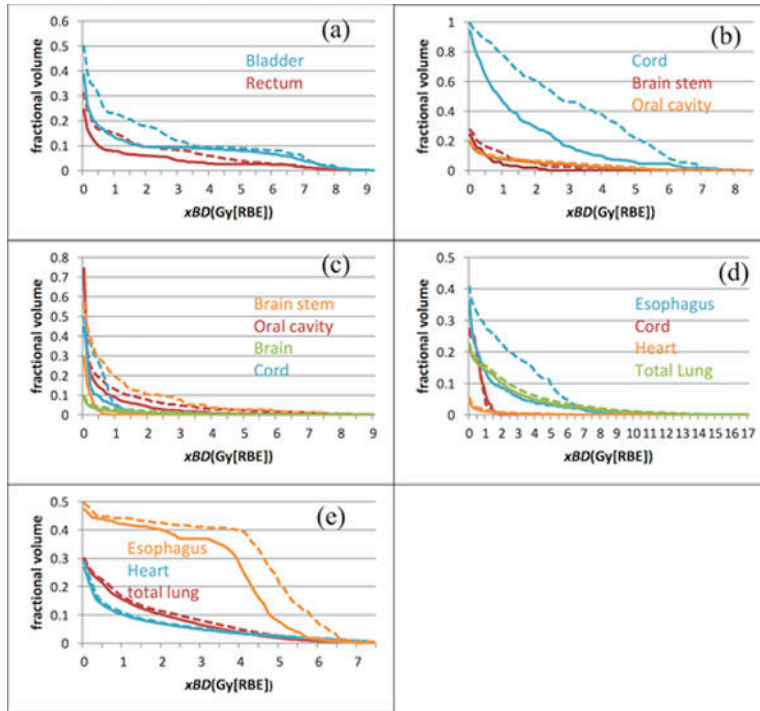 (a)
fractional volume
0.6
0.5
0.4
0.3
0.2
0.1
0
Bladder
Rectum
0 1 2 3 4 5 6 7 8 9
xBD(Gy[RBE])
(b)
fractional volume
1
0.8
0.6
0.4
0.2
0
Cord
Brain stem
Oral cavity
0 1 2 3 4 5 6 7 8
xBD(Gy[RBE])
(c)
fractional volume
0.8
0.7
0.6
0.5
0.4
0.3
0.2
0.1
0
Brain stem
Oral cavity
Brain
Cord
0 1 2 3 4 5 6 7 8 9
xBD(Gy[RBE])
(d)
fractional volume
0.5
0.4
0.3
0.2
0.1
0
Esophagus
Cord
Heart
Total Lung
0 1 2 3 4 5 6 7 8 9 10 11 12 13 14 15 16 17
xBD(Gy[RBE])
(e)
fractional volume
0.5
0.4
0.3
0.2
0.1
0
Esophagus
Heart
total lung
0 1 2 3 4 5 6 7
xBD(Gy[RBE])